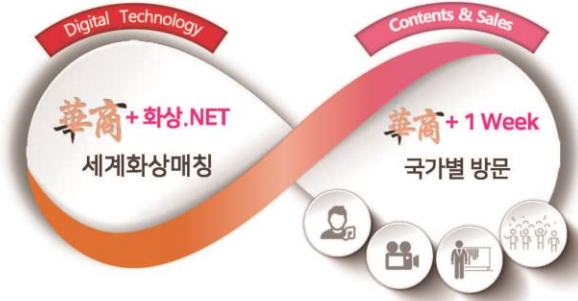 Digital Technology
華商+화상.NET
세계화상매칭
Contents & Sales
華商+1 Week
국가별 방문